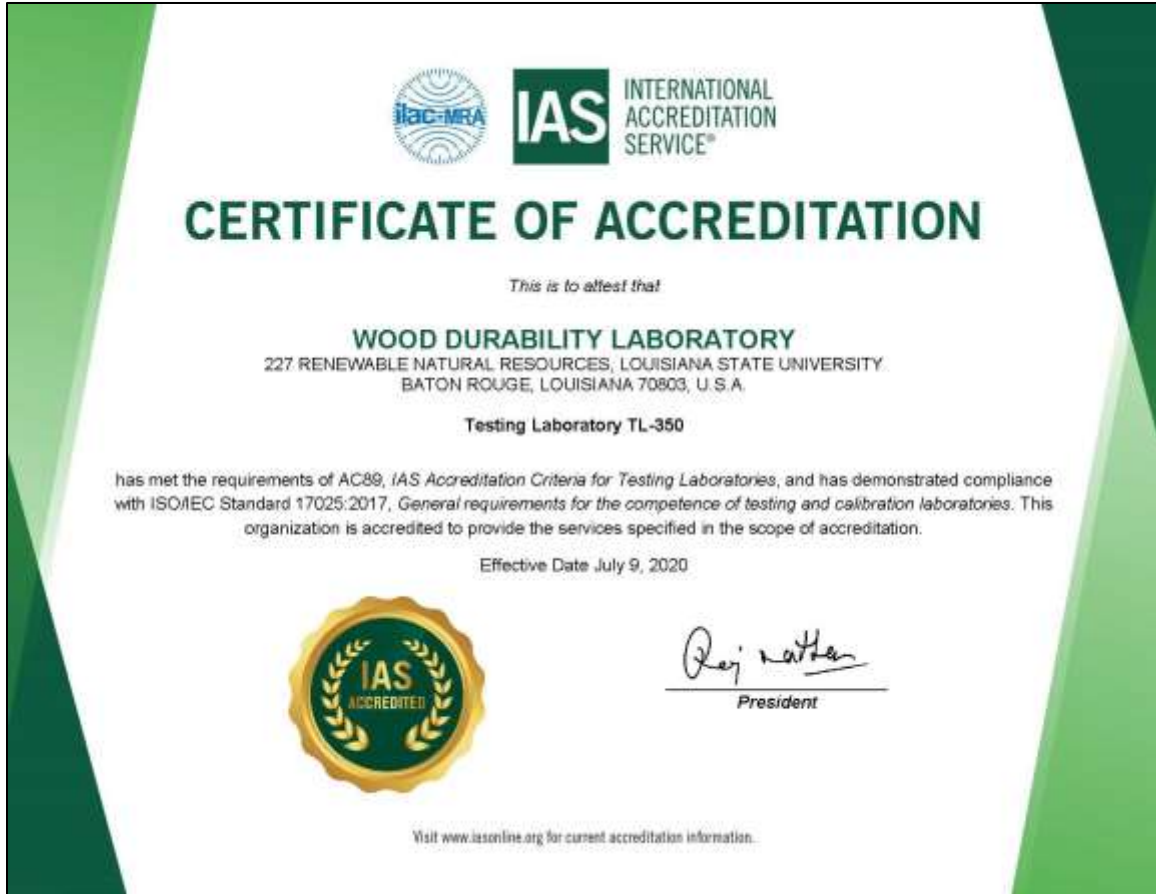 ilac-MRA
IAS
INTERNATIONAL
ACCREDITATION
SERVICE®
CERTIFICATE OF ACCREDITATION
This is to attest that
WOOD DURABILITY LABORATORY
227 RENEWABLE NATURAL RESOURCES, LOUISIANA STATE UNIVERSITY
BATON ROUGE, LOUISIANA 70803, U.S.A.
Testing Laboratory TL-350
has met the requirements of AC89, IAS Accreditation Criteria for Testing Laboratories, and has demonstrated compliance
with ISO/IEC Standard 17025:2017, General requirements for the competence of testing and calibration laboratories. This
organization is accredited to provide the services specified in the scope of accreditation.
Effective Date July 9, 2020
IAS
ACCREDITED
Raj Nathan
President
Visit www.iasonline.org for current accreditation information.